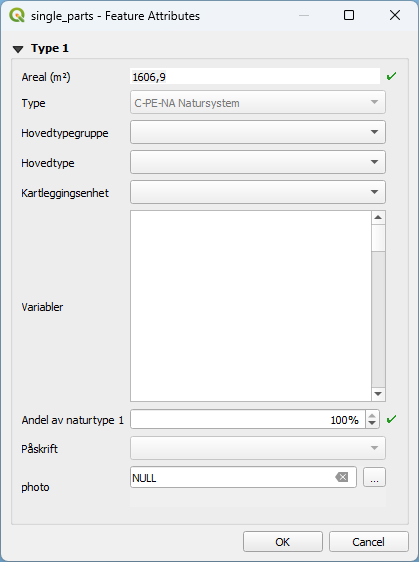 single_parts - Feature Attributes
Type 1
Areal (m²) 1606,9
Type C-PE-NA Natursystem
Hovedtypegruppe
Hovedtype
Kartleggingsenhet
Variabler
Andel av naturtype 1 100%
Påskrift
photo NULL ...
OK Cancel